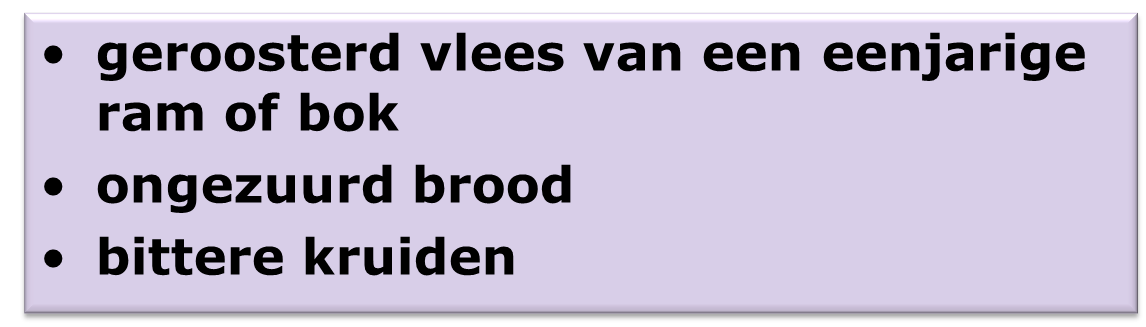 • geroosterd vlees van een eenjarige
ram of bok
• ongezuurd brood
• bittere kruiden